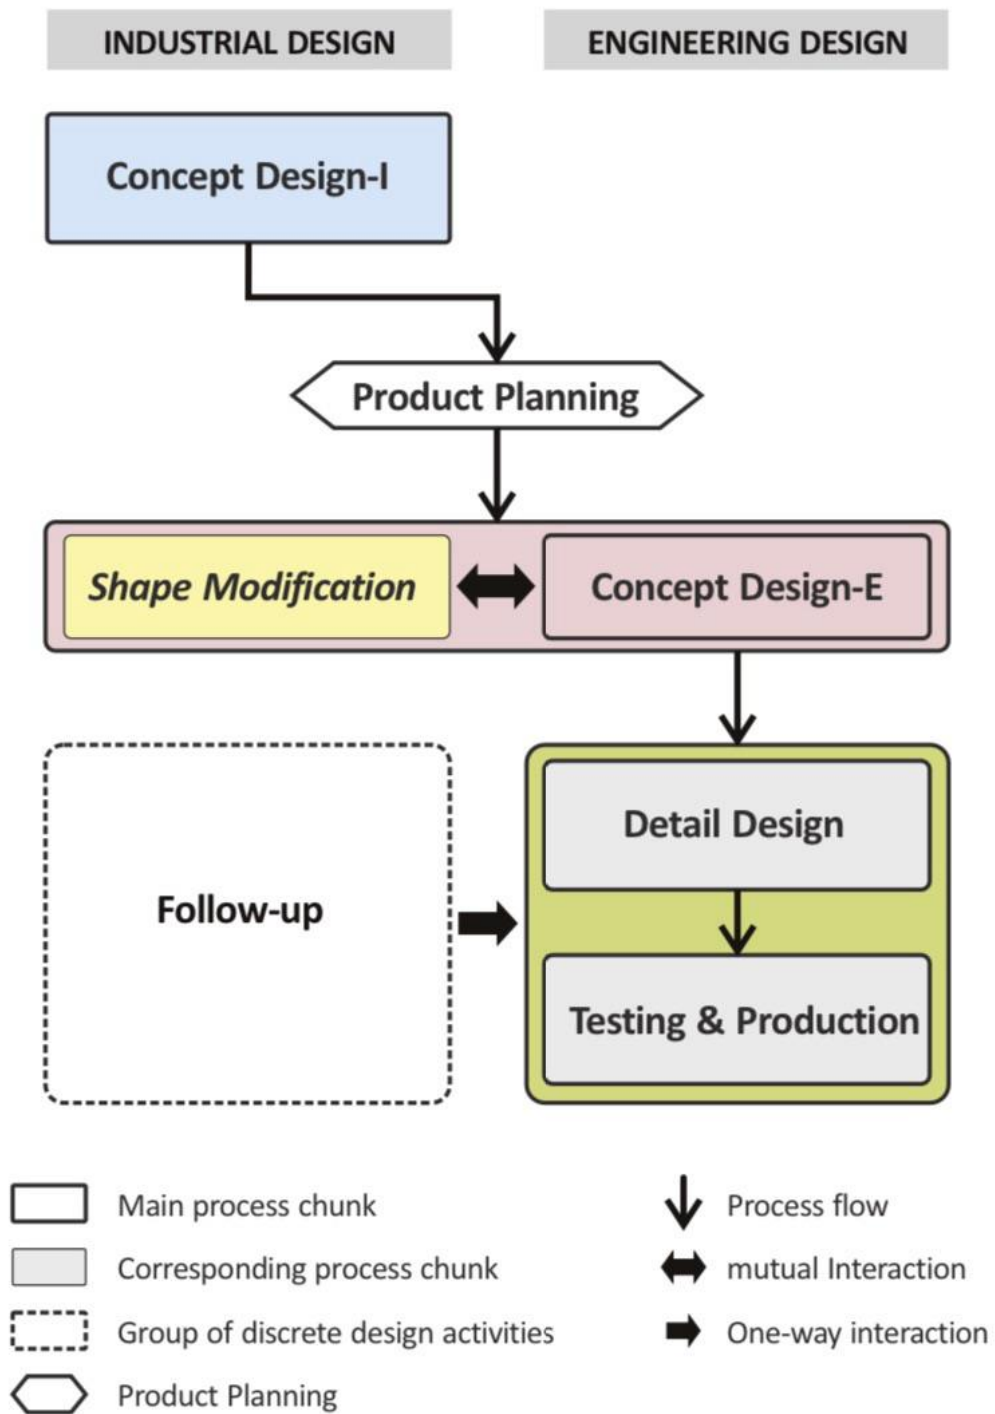 INDUSTRIAL DESIGN
ENGINEERING DESIGN
Concept Design-I
Product Planning
Shape Modification
Concept Design-E
Detail Design
Follow-up
Testing & Production
Main process chunk
Process flow
Corresponding process chunk
mutual Interaction
Group of discrete design activities
One-way interaction
Product Planning